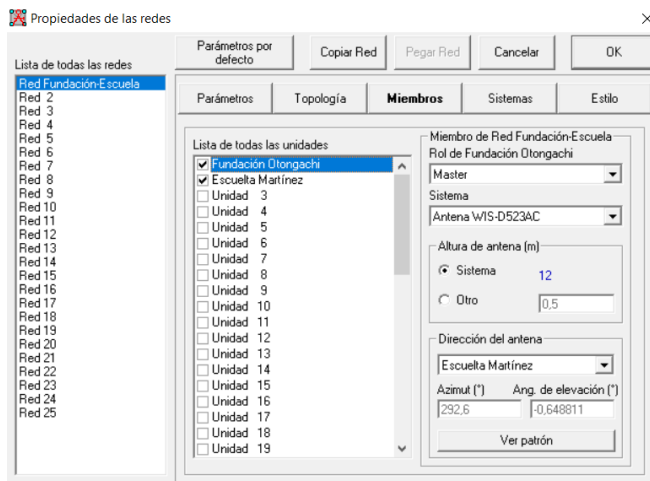 Propiedades de las redes
Parámetros por
defecto
Copiar Red
Pegar Red
Cancelar
OK
Lista de todas las redes
Red Fundación-Escuela
Red 2
Red 3
Red 4
Red 5
Red 6
Red 7
Red 8
Red 9
Red 10
Red 11
Red 12
Red 13
Red 14
Red 15
Red 16
Red 17
Red 18
Red 19
Red 20
Red 21
Red 22
Red 23
Red 24
Red 25
Parámetros
Topología
Miembros
Sistemas
Estilo
Lista de todas las unidades
Fundación Otongachi
Escuelta Martínez
Unidad 3
Unidad 4
Unidad 5
Unidad 6
Unidad 7
Unidad 8
Unidad 9
Unidad 10
Unidad 11
Unidad 12
Unidad 13
Unidad 14
Unidad 15
Unidad 16
Unidad 17
Unidad 18
Unidad 19
Miembro de Red Fundación-Escuela
Rol de Fundación Otongachi
Master
Sistema
Antena WIS-D523AC
Altura de antena (m)
Sistema 12
Otro 0,5
Dirección del antena
Escuelta Martínez
Azimut (°) Ang. de elevación (°)
292,6 -0,648811
Ver patrón